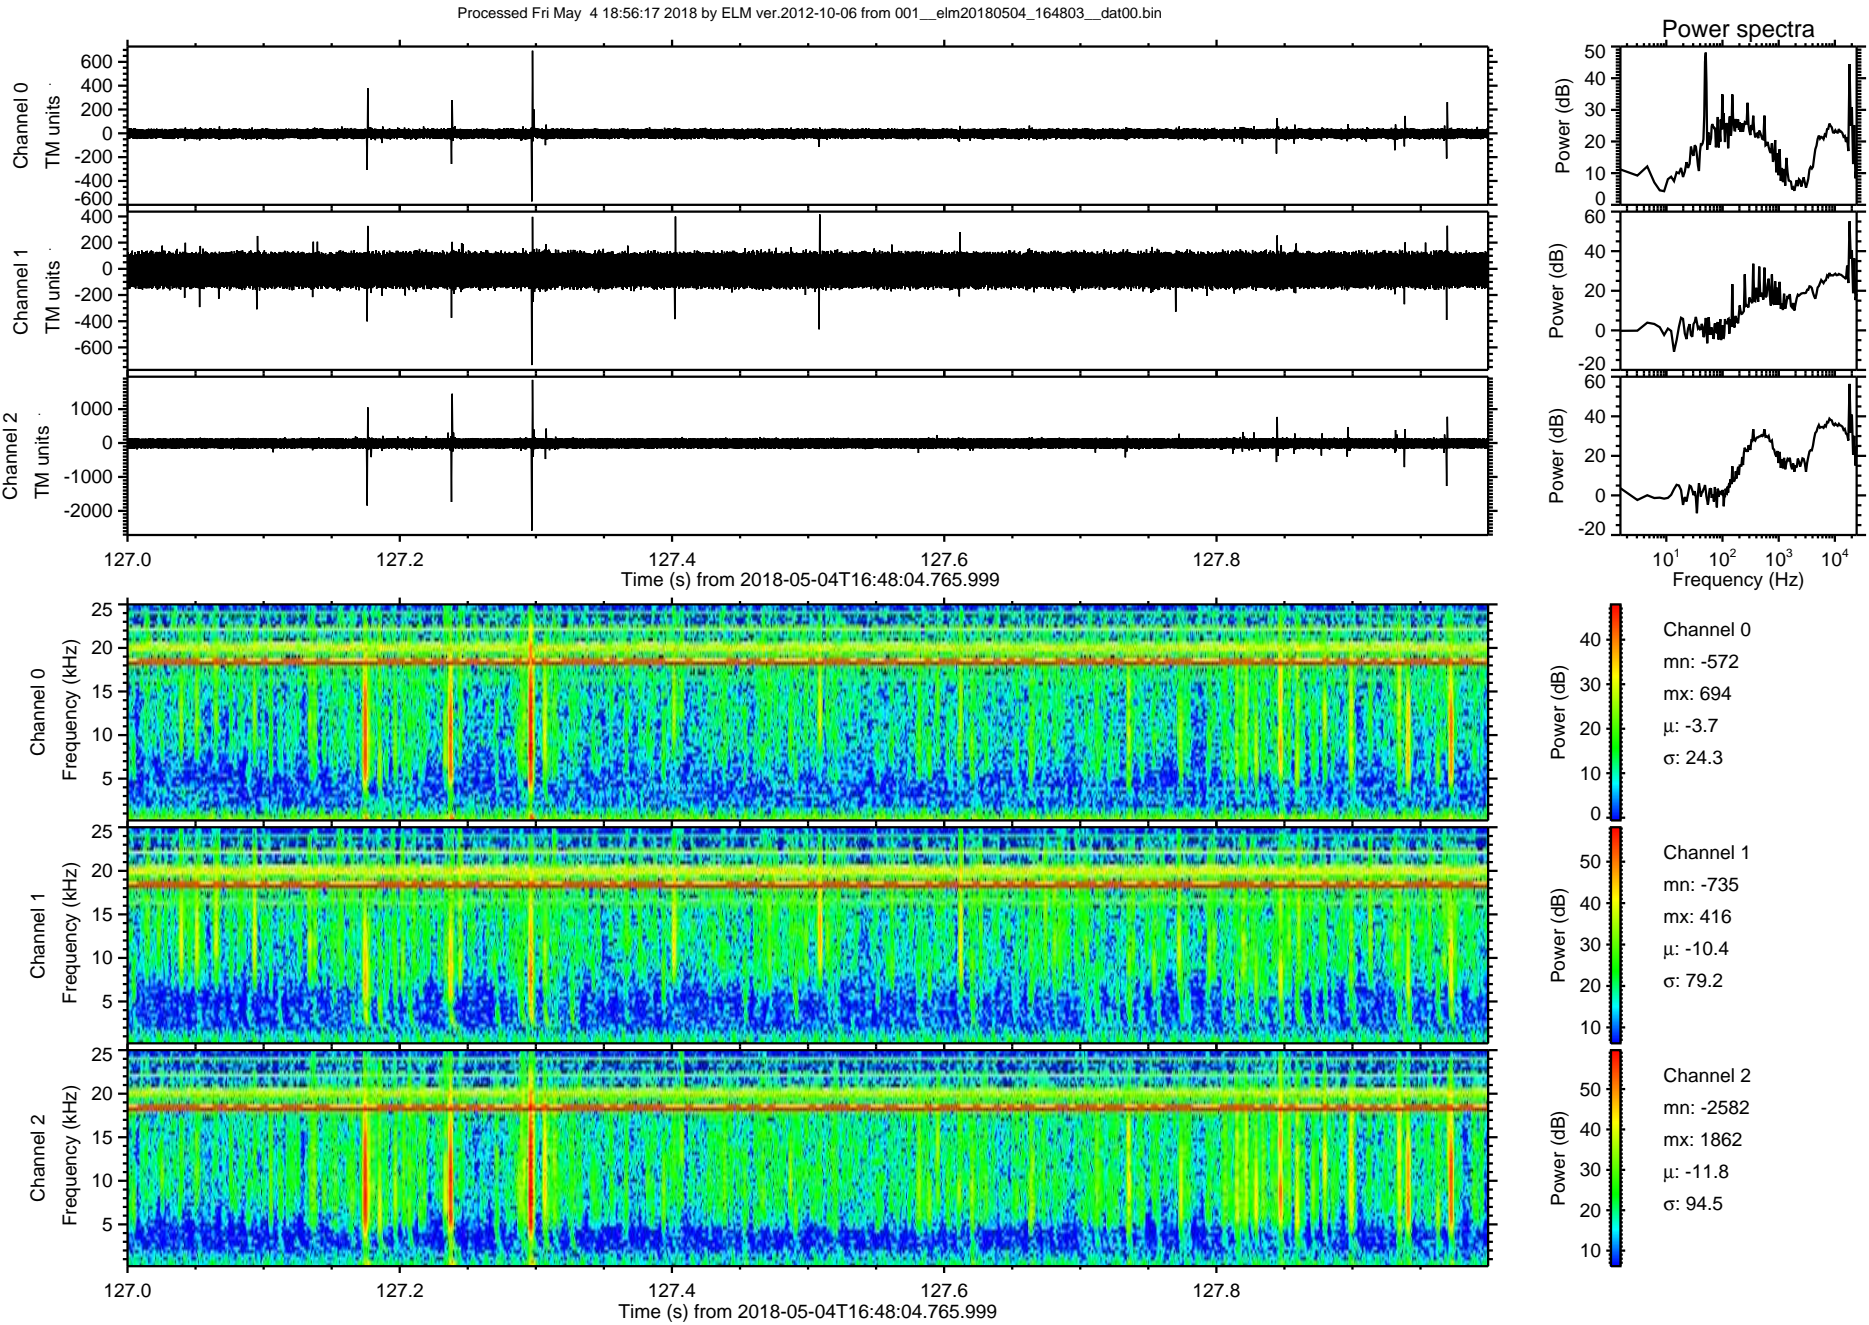 Processed Fri May  4 18:56:17 2018 by ELM ver.2012-10-06 from 001__elm20180504_164803__dat00.bin
Power spectra
Channel 0
TM units
600
400
200
0
-200
-400
-600
Power (dB)
50
40
30
20
10
0
Channel 1
TM units
400
200
0
-200
-400
-600
Power (dB)
60
40
20
0
-20
Channel 2
TM units
1000
0
-1000
-2000
Power (dB)
60
40
20
0
-20
127.0 127.2 127.4 127.6 127.8
Time (s) from 2018-05-04T16:48:04.765.999
10¹ 10² 10³ 10⁴
Frequency (Hz)
Channel 0
Frequency (kHz)
25
20
15
10
5
Power (dB)
40
30
20
10
0
Channel 0
mn: -572
mx: 694
μ: -3.7
σ: 24.3
Channel 1
Frequency (kHz)
25
20
15
10
5
Power (dB)
50
40
30
20
10
Channel 1
mn: -735
mx: 416
μ: -10.4
σ: 79.2
Channel 2
Frequency (kHz)
25
20
15
10
5
Power (dB)
50
40
30
20
10
Channel 2
mn: -2582
mx: 1862
μ: -11.8
σ: 94.5
127.0 127.2 127.4 127.6 127.8
Time (s) from 2018-05-04T16:48:04.765.999